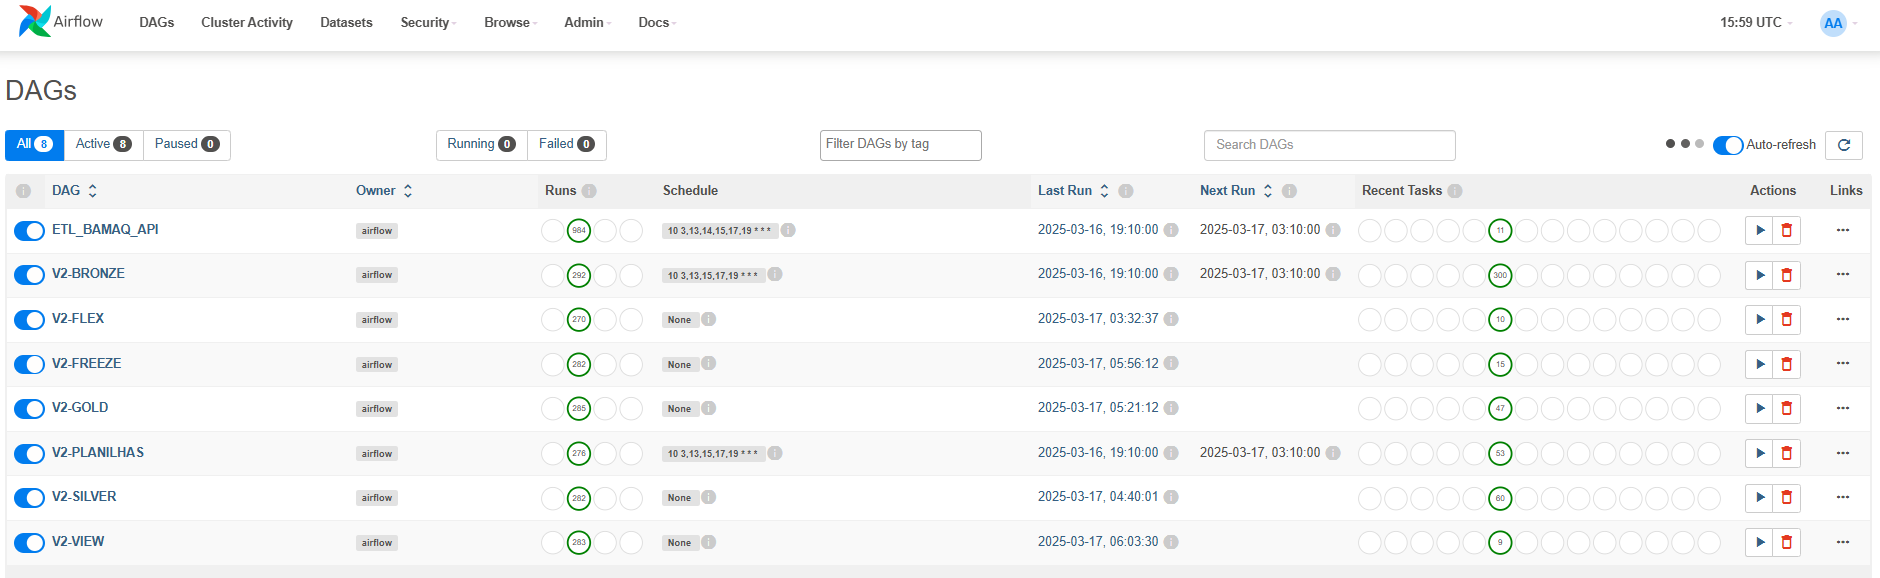 Airflow DAGs Cluster Activity Datasets Security Browse Admin Docs 15:59 UTC AA
DAGs
All 8 Active 8 Paused 0 Running 0 Failed 0 Filter DAGs by tag Search DAGs Auto-refresh
DAG Owner Runs Schedule Last Run Next Run Recent Tasks Actions Links
ETL_BAMAQ_API airflow 984 10 3,13,14,15,17,19 * * * 2025-03-16, 19:10:00 2025-03-17, 03:10:00 11
V2-BRONZE airflow 292 10 3,13,15,17,19 * * * 2025-03-16, 19:10:00 2025-03-17, 03:10:00 300
V2-FLEX airflow 270 None 2025-03-17, 03:32:37 10
V2-FREEZE airflow 282 None 2025-03-17, 05:56:12 15
V2-GOLD airflow 285 None 2025-03-17, 05:21:12 47
V2-PLANILHAS airflow 276 10 3,13,15,17,19 * * * 2025-03-16, 19:10:00 2025-03-17, 03:10:00 53
V2-SILVER airflow 282 None 2025-03-17, 04:40:01 60
V2-VIEW airflow 283 None 2025-03-17, 06:03:30 9